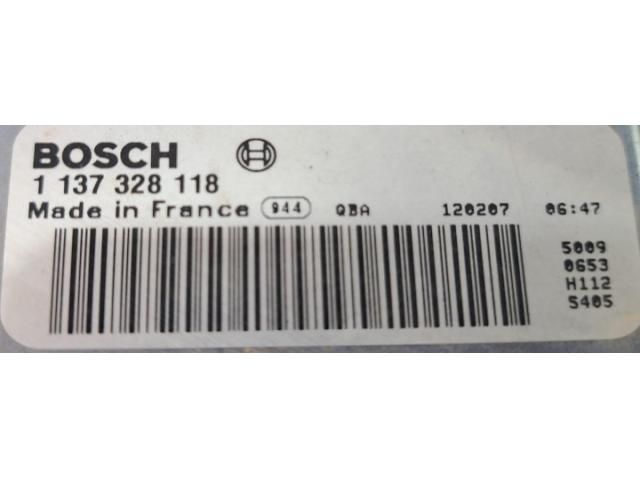 BOSCH
1 137 328 118
Made in France 944 QBA 120207 06:47
5009
0653
H112
S405